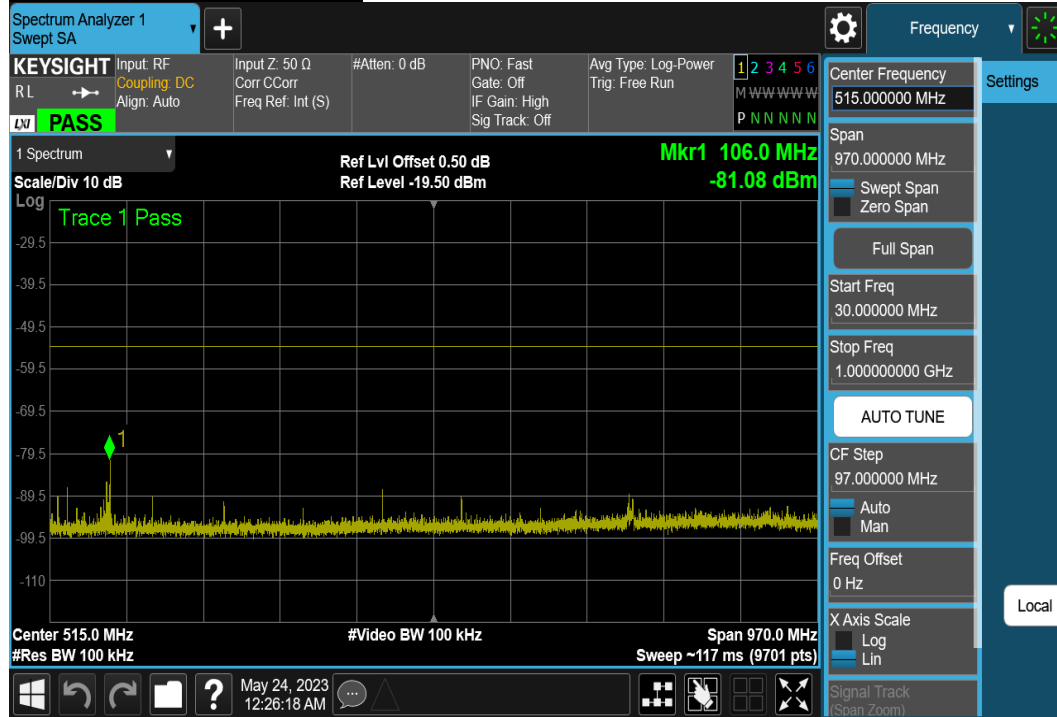 Spectrum Analyzer 1
Swept SA
Frequency
KEYSIGHT
R L
LXI
PASS
Input: RF
Coupling: DC
Align: Auto
Input Z: 50 Ω
Corr CCorr
Freq Ref: Int (S)
#Atten: 0 dB
PNO: Fast
Gate: Off
IF Gain: High
Sig Track: Off
Avg Type: Log-Power
Trig: Free Run
1 2 3 4 5 6
M W W W W W
P N N N N N
1 Spectrum
Scale/Div 10 dB
Ref Lvl Offset 0.50 dB
Ref Level -19.50 dBm
Mkr1 106.0 MHz
-81.08 dBm
Log
Trace 1 Pass
-29.5
-39.5
-49.5
-59.5
-69.5
-79.5
-89.5
-99.5
-110
1
Center 515.0 MHz
#Res BW 100 kHz
#Video BW 100 kHz
Span 970.0 MHz
Sweep ~117 ms (9701 pts)
?
May 24, 2023
12:26:18 AM
Center Frequency
515.000000 MHz
Span
970.000000 MHz
Swept Span
Zero Span
Full Span
Start Freq
30.000000 MHz
Stop Freq
1.000000000 GHz
AUTO TUNE
CF Step
97.000000 MHz
Auto
Man
Freq Offset
0 Hz
X Axis Scale
Log
Lin
Signal Track
(Span Zoom)
Settings
Local